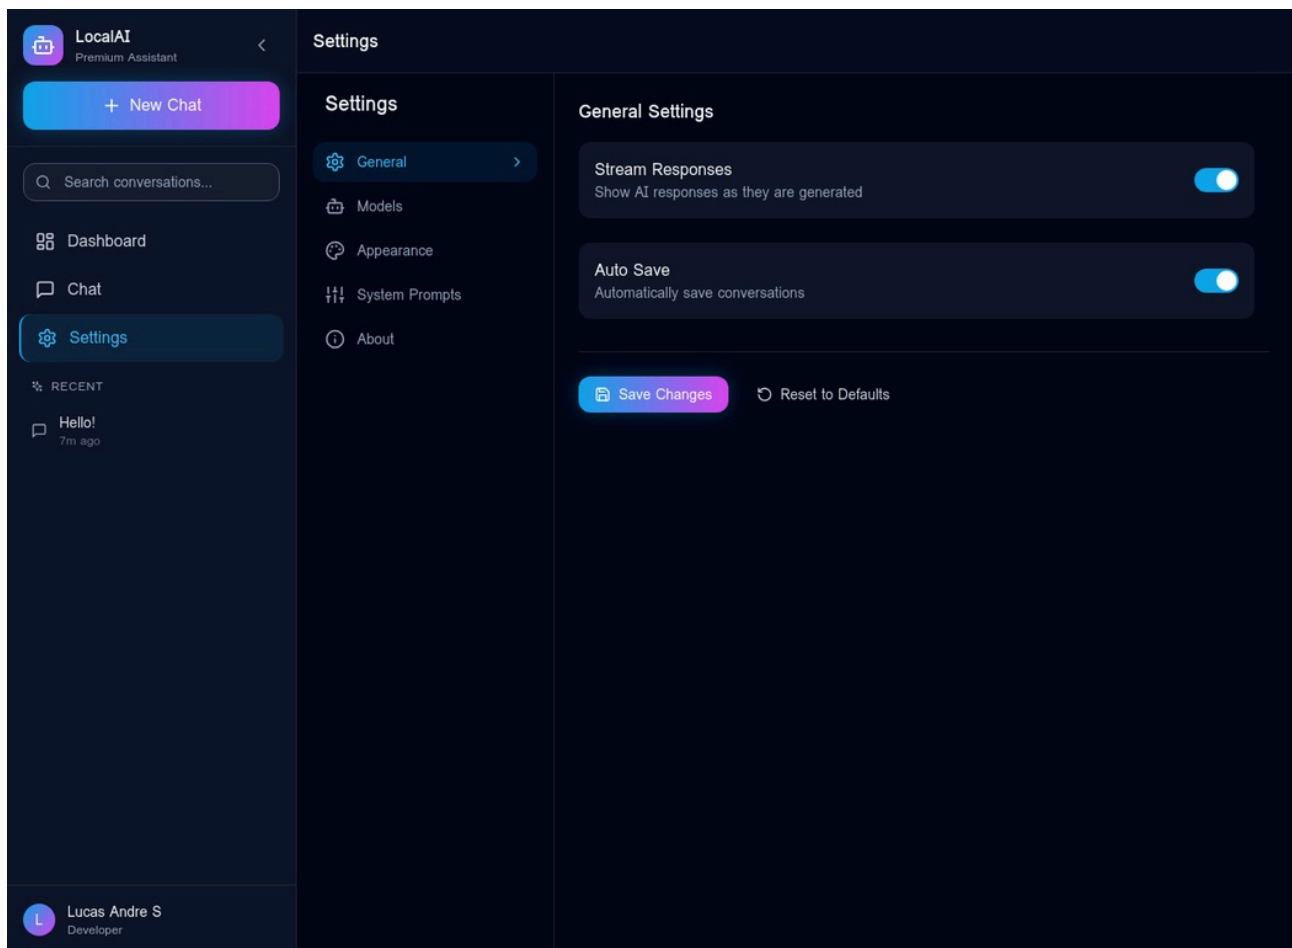 LocalAI
Premium Assistant
New Chat
Search conversations...
Dashboard
Chat
Settings
RECENT
Hello!
7m ago
L
Lucas Andre S
Developer
Settings
Settings
General
Models
Appearance
System Prompts
About
General Settings
Stream Responses
Show AI responses as they are generated
Auto Save
Automatically save conversations
Save Changes
Reset to Defaults